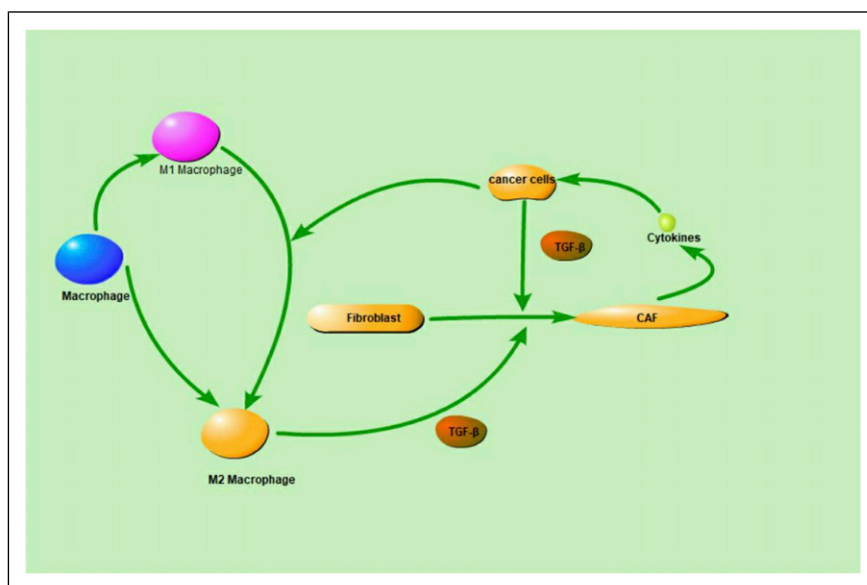 M1 Macrophage
cancer cells
Cytokines
TGF-β
Macrophage
Fibroblast
CAF
TGF-β
M2 Macrophage